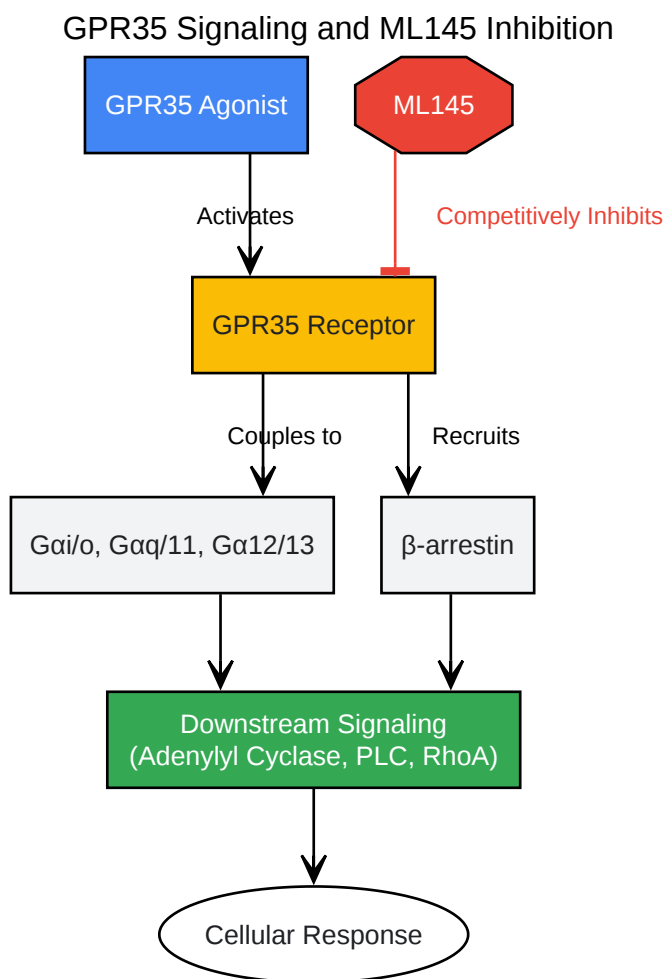 GPR35 Signaling and ML145 Inhibition
GPR35 Agonist
ML145
Activates
Competitively Inhibits
GPR35 Receptor
Couples to
Recruits
Gαi/o, Gαq/11, Gα12/13
β-arrestin
Downstream Signaling
(Adenylyl Cyclase, PLC, RhoA)
Cellular Response